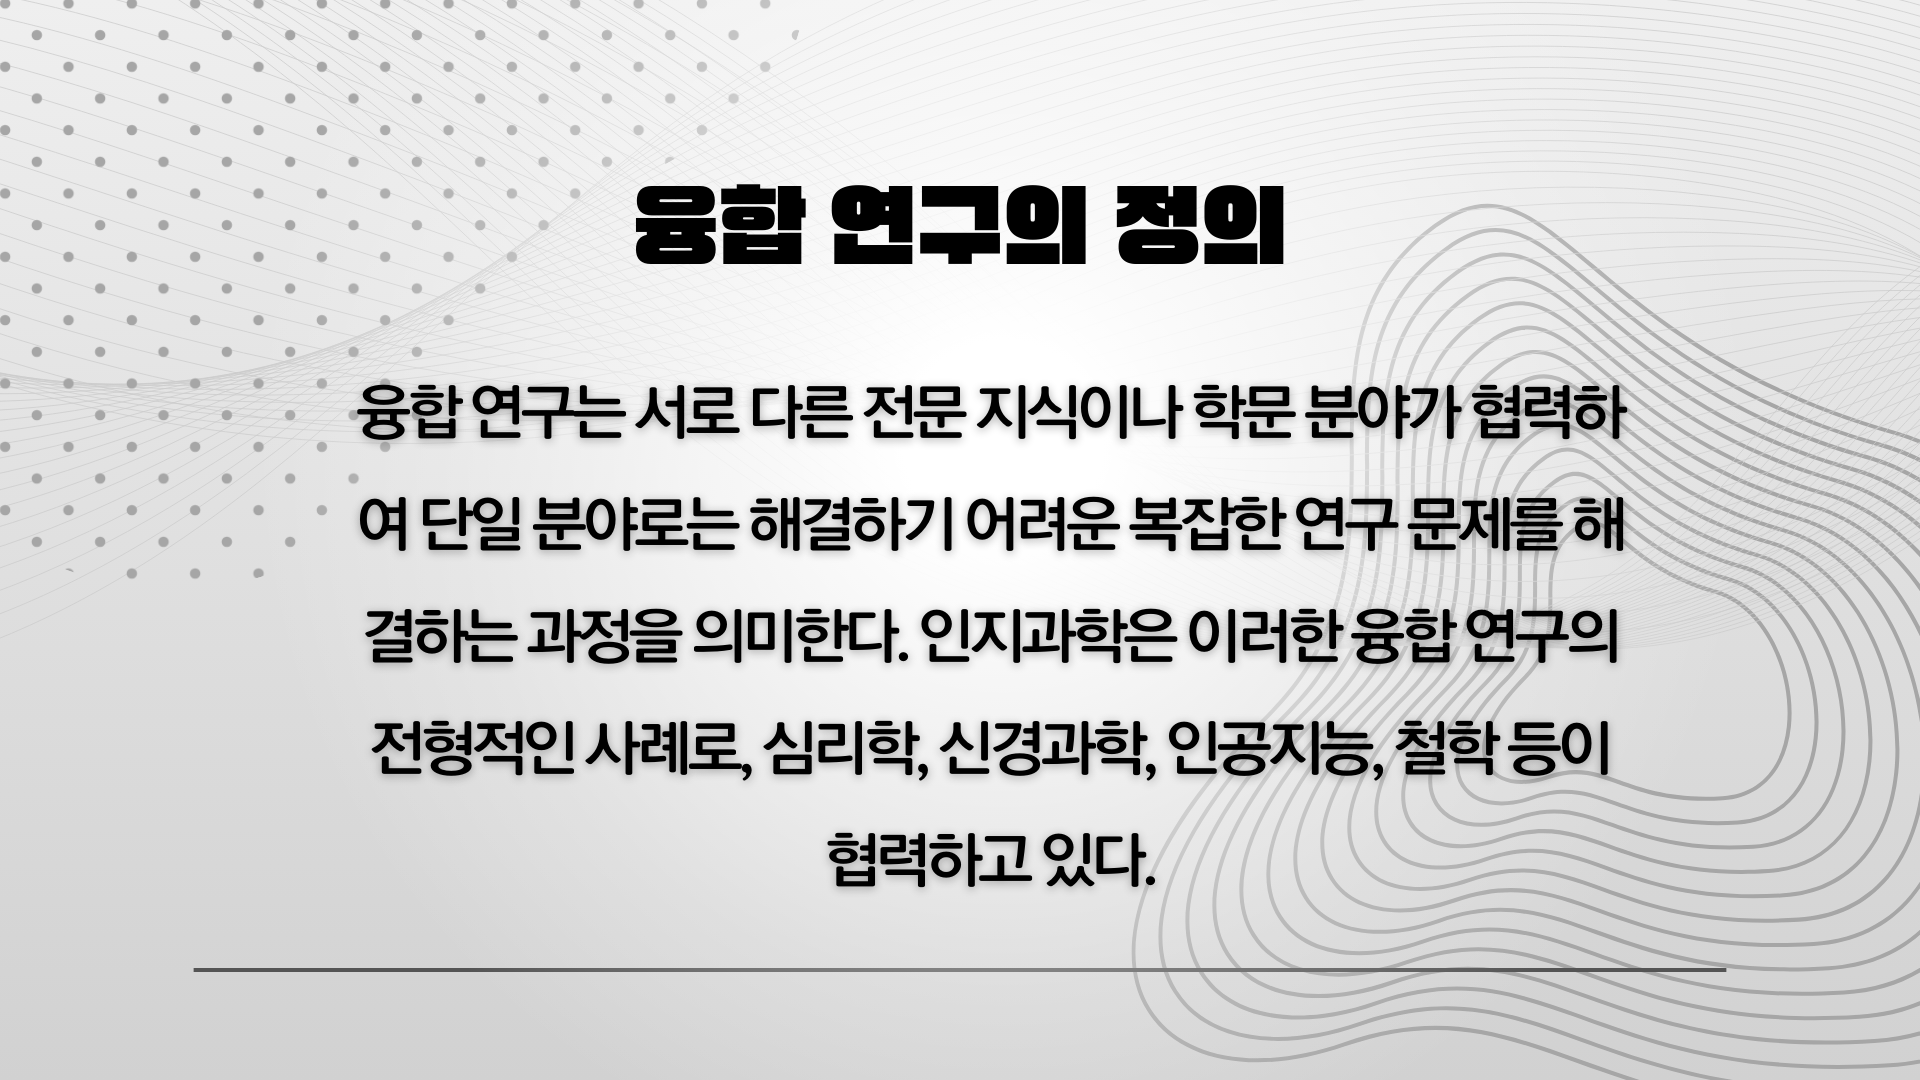 융합 연구의 정의
융합 연구는 서로 다른 전문 지식이나 학문 분야가 협력하
여 단일 분야로는 해결하기 어려운 복잡한 연구 문제를 해
결하는 과정을 의미한다. 인지과학은 이러한 융합 연구의
전형적인 사례로, 심리학, 신경과학, 인공지능, 철학 등이
협력하고 있다.